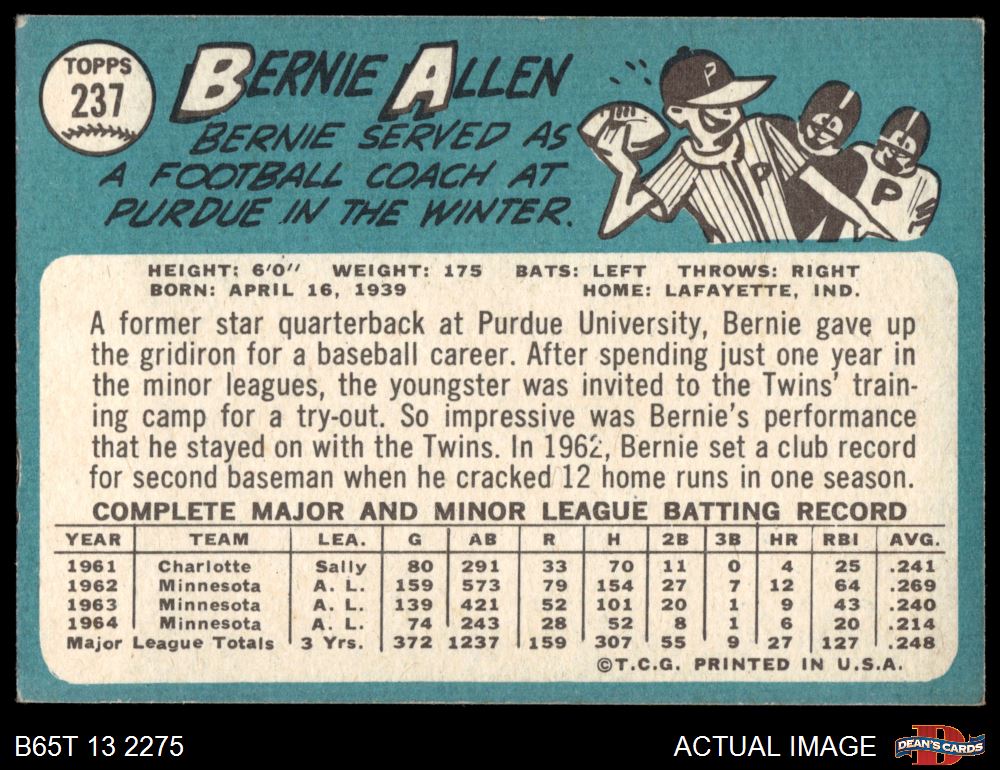 TOPPS
237
BERNIE ALLEN
BERNIE SERVED AS
A FOOTBALL COACH AT
PURDUE IN THE WINTER.
P
P
P
HEIGHT: 6'0" WEIGHT: 175 BATS: LEFT THROWS: RIGHT
BORN: APRIL 16, 1939 HOME: LAFAYETTE, IND.
A former star quarterback at Purdue University, Bernie gave up
the gridiron for a baseball career. After spending just one year in
the minor leagues, the youngster was invited to the Twins' train-
ing camp for a try-out. So impressive was Bernie's performance
that he stayed on with the Twins. In 1962, Bernie set a club record
for second baseman when he cracked 12 home runs in one season.
COMPLETE MAJOR AND MINOR LEAGUE BATTING RECORD
YEAR TEAM LEA. G AB R H 2B 3B HR RBI AVG.
1961 Charlotte Sally 80 291 33 70 11 0 4 25 .241
1962 Minnesota A. L. 159 573 79 154 27 7 12 64 .269
1963 Minnesota A. L. 139 421 52 101 20 1 9 43 .240
1964 Minnesota A. L. 74 243 28 52 8 1 6 20 .214
Major League Totals 3 Yrs. 372 1237 159 307 55 9 27 127 .248
©T.C.G. PRINTED IN U.S.A.
B65T 13 2275 ACTUAL IMAGE DEAN'S CARDS